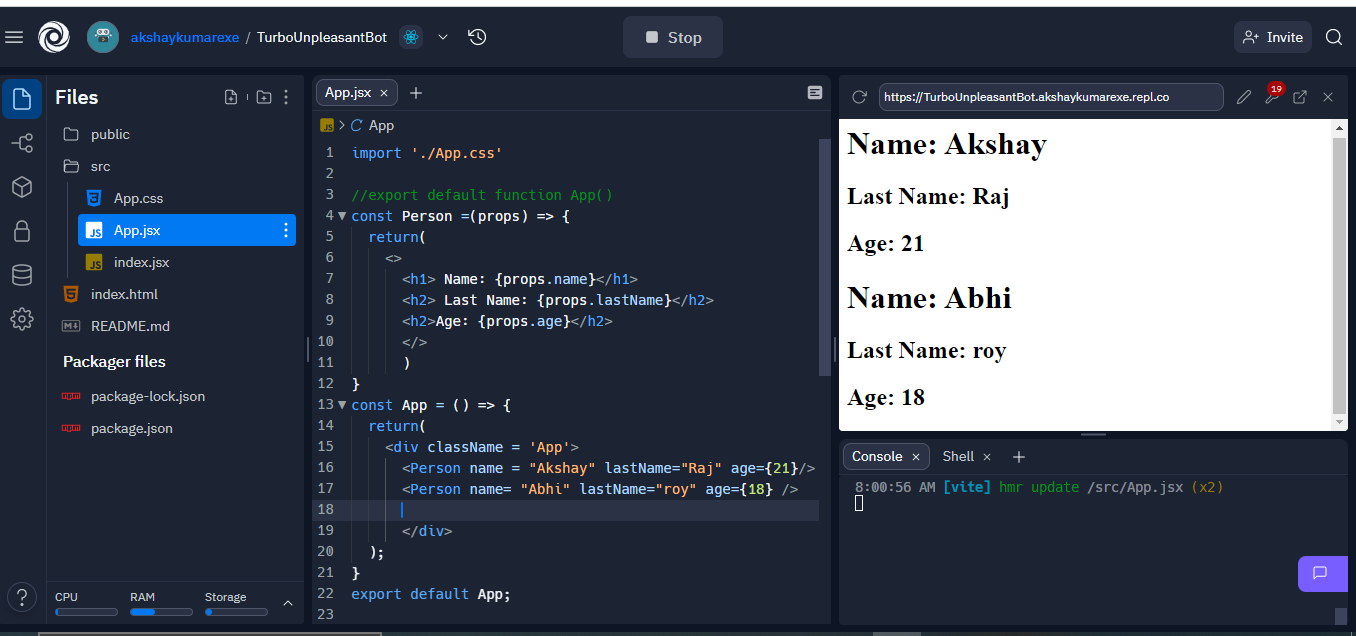 akshaykumarexe / TurboUnpleasantBot
Stop
Invite
Files
public
src
App.css
App.jsx
index.jsx
index.html
README.md
Packager files
package-lock.json
package.json
CPU
RAM
Storage
App.jsx
JS > App
1 import './App.css'
2
3 //export default function App()
4 const Person =(props) => {
5 return(
6 <>
7 <h1> Name: {props.name}</h1>
8 <h2> Last Name: {props.lastName}</h2>
9 <h2>Age: {props.age}</h2>
10 </>
11 )
12 }
13 const App = () => {
14 return(
15 <div className = 'App'>
16 <Person name = "Akshay" lastName="Raj" age={21}/>
17 <Person name= "Abhi" lastName="roy" age={18} />
18
19 </div>
20 );
21 }
22 export default App;
23
https://TurboUnpleasantBot.akshaykumarexe.repl.co
19
Name: Akshay
Last Name: Raj
Age: 21
Name: Abhi
Last Name: roy
Age: 18
Console
Shell
8:00:56 AM [vite] hmr update /src/App.jsx (x2)